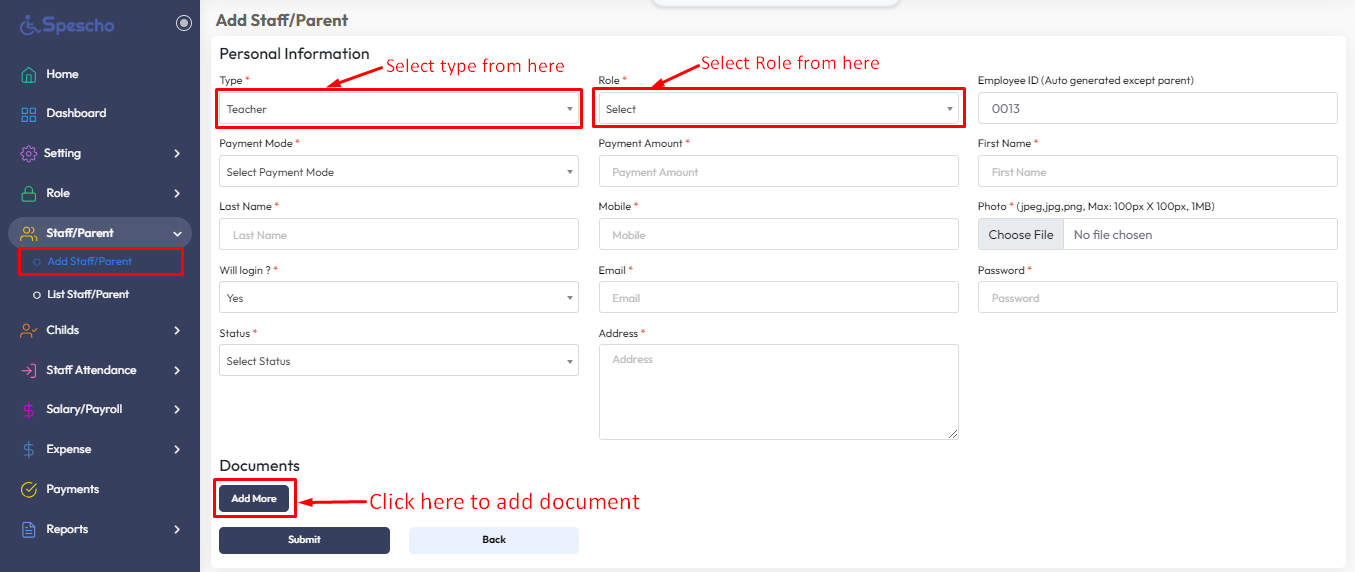 Spescho
Home
Dashboard
Setting
Role
Staff/Parent
Add Staff/Parent
List Staff/Parent
Childs
Staff Attendance
Salary/Payroll
Expense
Payments
Reports
Add Staff/Parent
Personal Information
Select type from here
Select Role from here
Type *
Role *
Employee ID (Auto generated except parent)
Teacher
Select
0013
Payment Mode *
Payment Amount *
First Name *
Select Payment Mode
Payment Amount
First Name
Last Name *
Mobile *
Photo * (jpeg,jpg,png, Max: 100px X 100px, 1MB)
Last Name
Mobile
Choose File No file chosen
Will login ? *
Email *
Password *
Yes
Email
Password
Status *
Address *
Select Status
Address
Documents
Add More
Click here to add document
Submit
Back